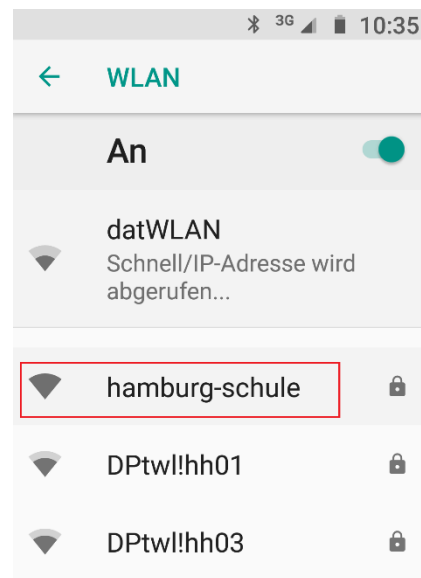 3G 10:35
WLAN
An
datWLAN
Schnell/IP-Adresse wird
abgerufen...
hamburg-schule
DPtwl!hh01
DPtwl!hh03